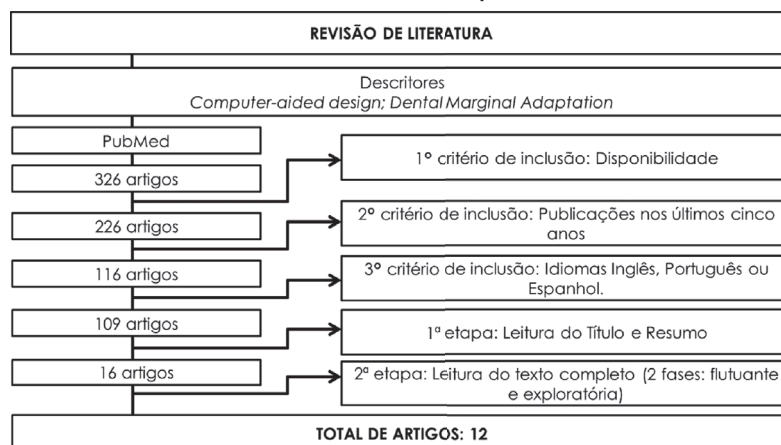 REVISÃO DE LITERATURA
Descritores
Computer-aided design; Dental Marginal Adaptation
PubMed
326 artigos
1º critério de inclusão: Disponibilidade
226 artigos
2º critério de inclusão: Publicações nos últimos cinco
anos
116 artigos
3º critério de inclusão: Idiomas Inglês, Português ou
Espanhol.
109 artigos
1ª etapa: Leitura do Título e Resumo
16 artigos
2ª etapa: Leitura do texto completo (2 fases: flutuante
e exploratória)
TOTAL DE ARTIGOS: 12